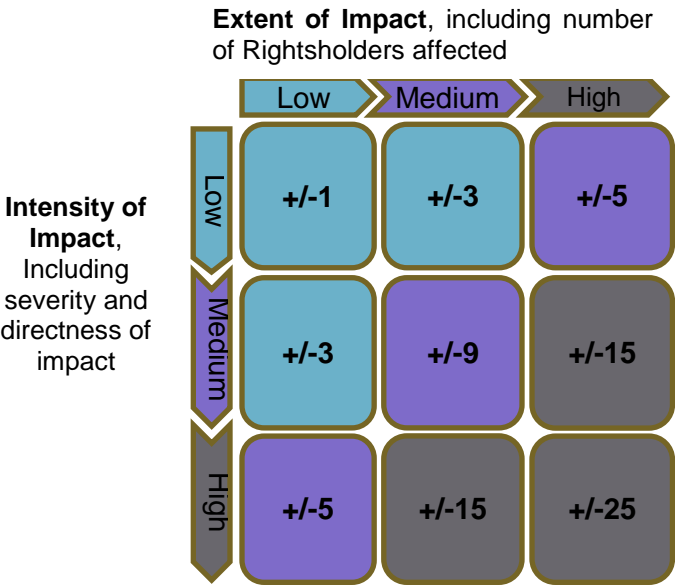 Extent of Impact, including number
of Rightsholders affected
Low Medium High
Intensity of
Impact,
Including
severity and
directness of
impact
Low
+/-1 +/-3 +/-5
Medium
+/-3 +/-9 +/-15
High
+/-5 +/-15 +/-25